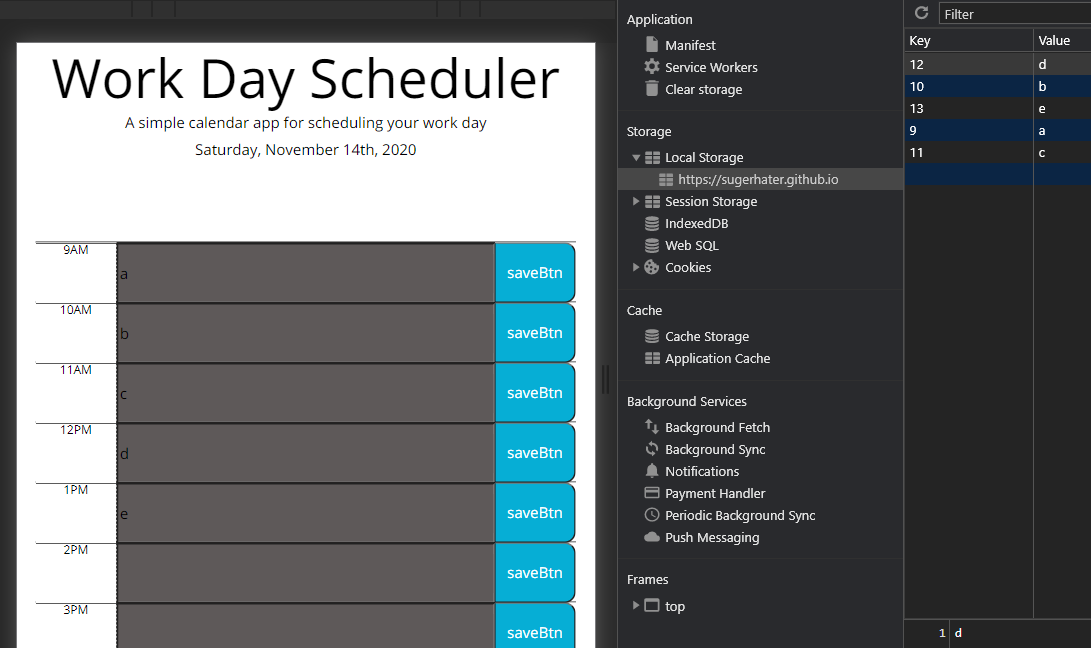 Work Day Scheduler
A simple calendar app for scheduling your work day
Saturday, November 14th, 2020
9AM
a
saveBtn
10AM
b
saveBtn
11AM
c
saveBtn
12PM
d
saveBtn
1PM
e
saveBtn
2PM
saveBtn
3PM
saveBtn
Application
Manifest
Service Workers
Clear storage
Storage
Local Storage
https://sugerhater.github.io
Session Storage
IndexedDB
Web SQL
Cookies
Cache
Cache Storage
Application Cache
Background Services
Background Fetch
Background Sync
Notifications
Payment Handler
Periodic Background Sync
Push Messaging
Frames
top
Filter
Key Value
12 d
10 b
13 e
9 a
11 c
1 d